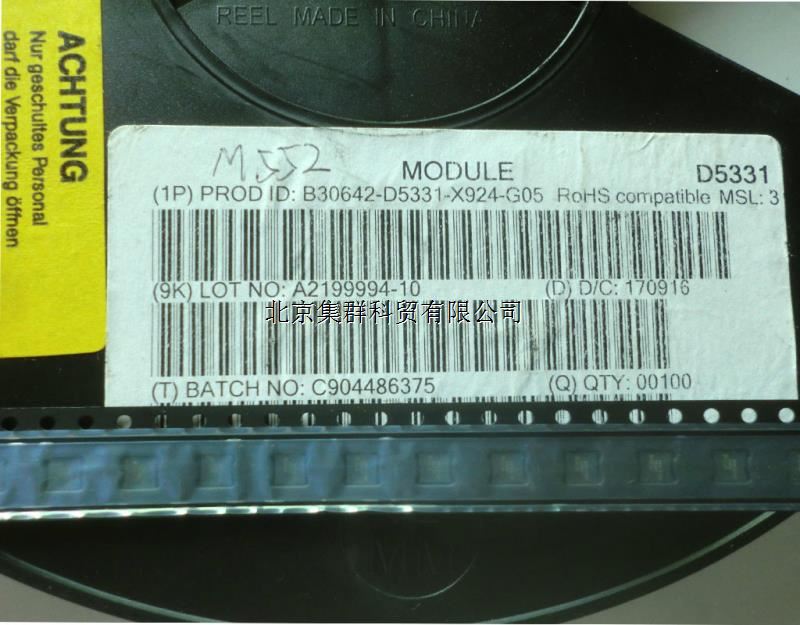 REEL MADE IN CHINA
ACHTUNG
Nur geschultes Personal
darf die Verpackung öffnen
M552
MODULE D5331
(1P) PROD ID: B30642-D5331-X924-G05 RoHS compatible MSL: 3
(9K) LOT NO: A2199994-10 (D) D/C: 170916
北京集群科贸有限公司
(T) BATCH NO: C904486375 (Q) QTY: 00100